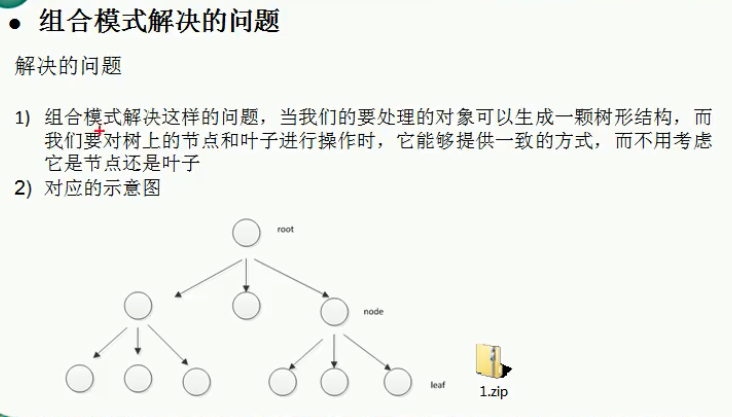 ● 组合模式解决的问题
解决的问题
1) 组合模式解决这样的问题，当我们的要处理的对象可以生成一颗树形结构，而
我们要对树上的节点和叶子进行操作时，它能够提供一致的方式，而不用考虑
它是节点还是叶子
2) 对应的示意图
root
node
leaf
1.zip